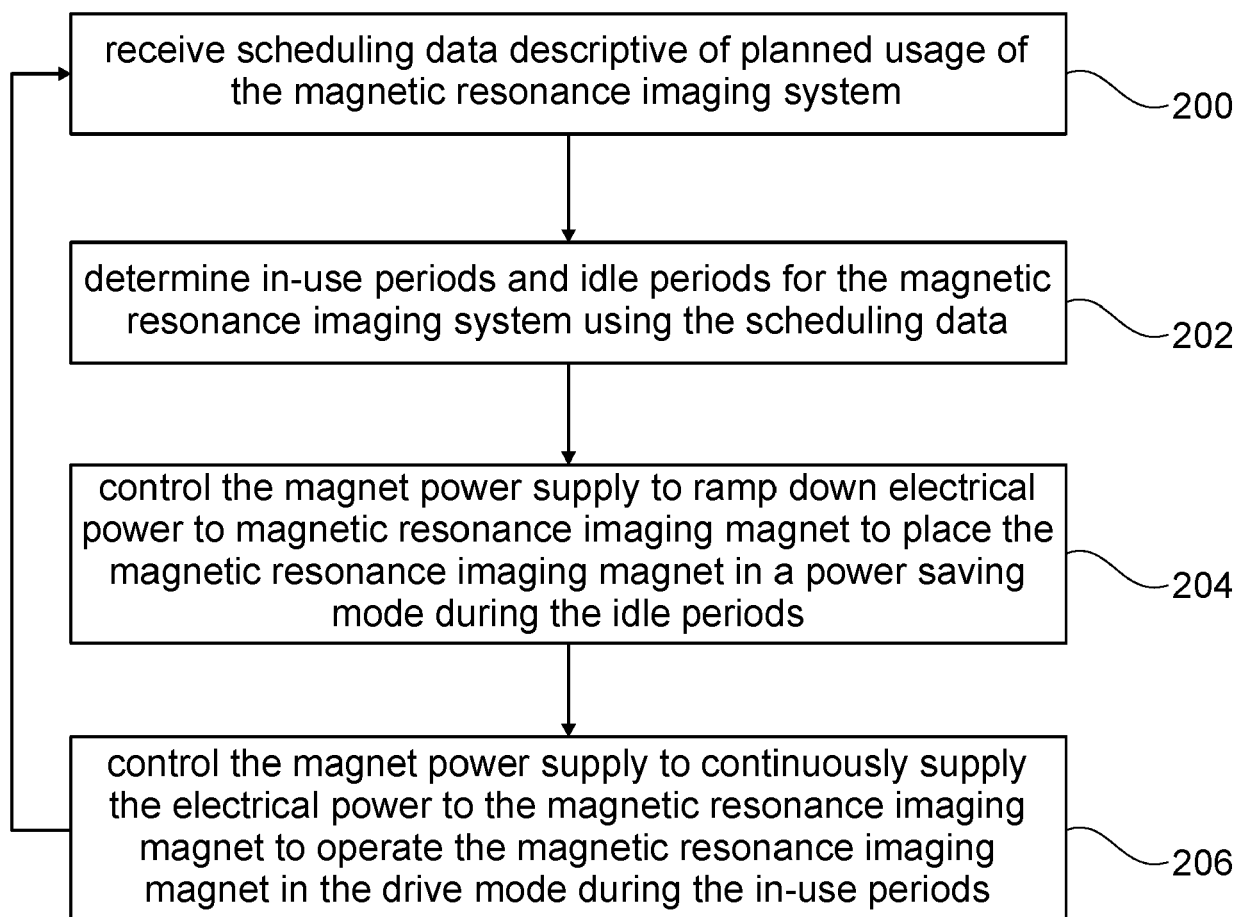 receive scheduling data descriptive of planned usage of
the magnetic resonance imaging system
200
determine in-use periods and idle periods for the magnetic
resonance imaging system using the scheduling data
202
control the magnet power supply to ramp down electrical
power to magnetic resonance imaging magnet to place the
magnetic resonance imaging magnet in a power saving
mode during the idle periods
204
control the magnet power supply to continuously supply
the electrical power to the magnetic resonance imaging
magnet to operate the magnetic resonance imaging
magnet in the drive mode during the in-use periods
206